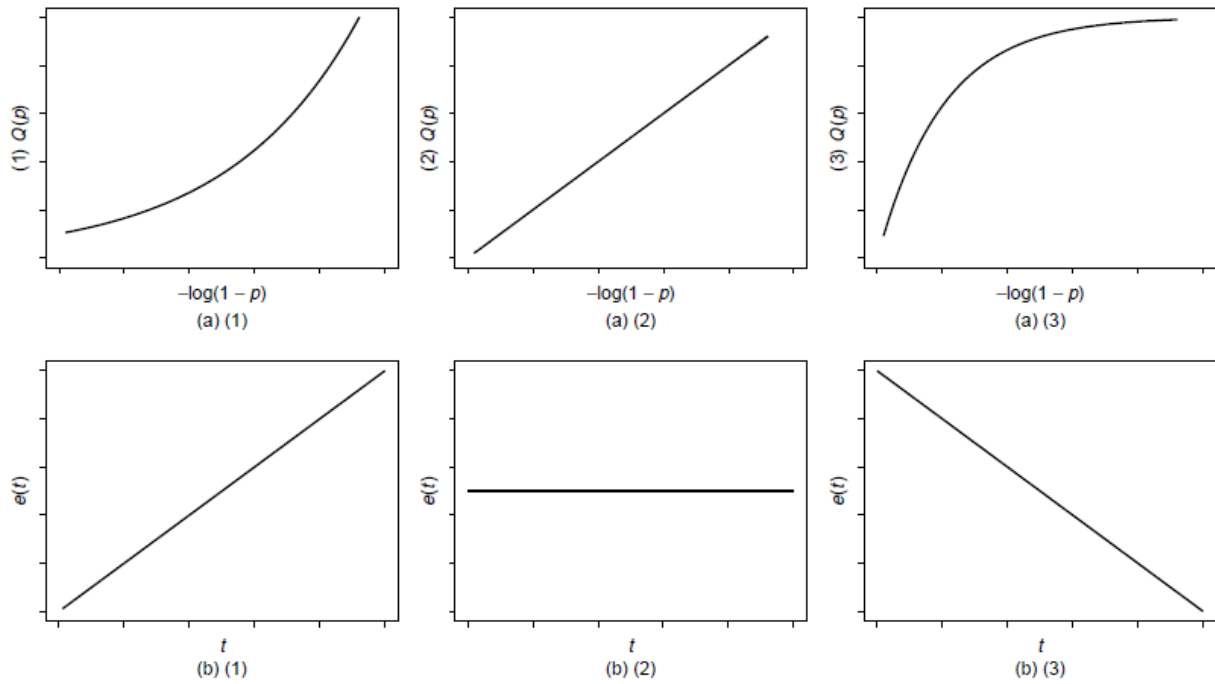 (1) Q(p)
(2) Q(p)
(3) Q(p)
−log(1 − p)
−log(1 − p)
−log(1 − p)
(a) (1)
(a) (2)
(a) (3)
e(t)
e(t)
e(t)
t
t
t
(b) (1)
(b) (2)
(b) (3)